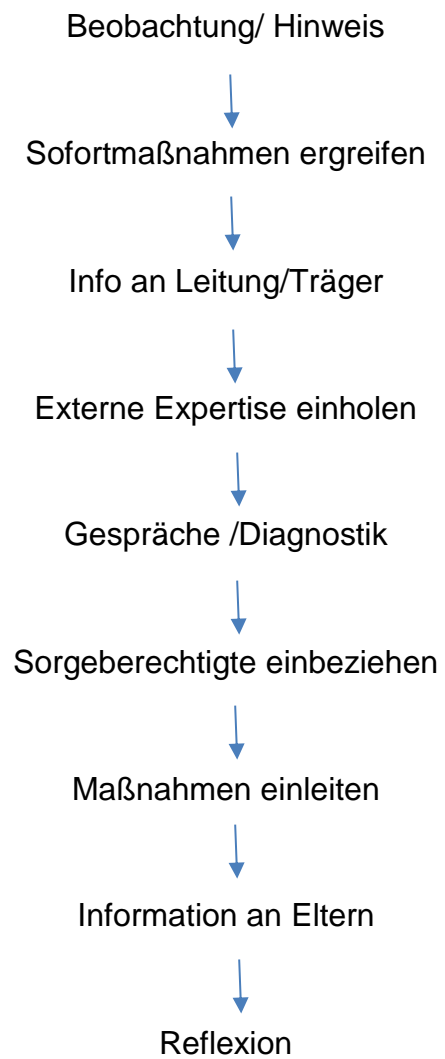 Beobachtung/ Hinweis
Sofortmaßnahmen ergreifen
Info an Leitung/Träger
Externe Expertise einholen
Gespräche /Diagnostik
Sorgeberechtigte einbeziehen
Maßnahmen einleiten
Information an Eltern
Reflexion